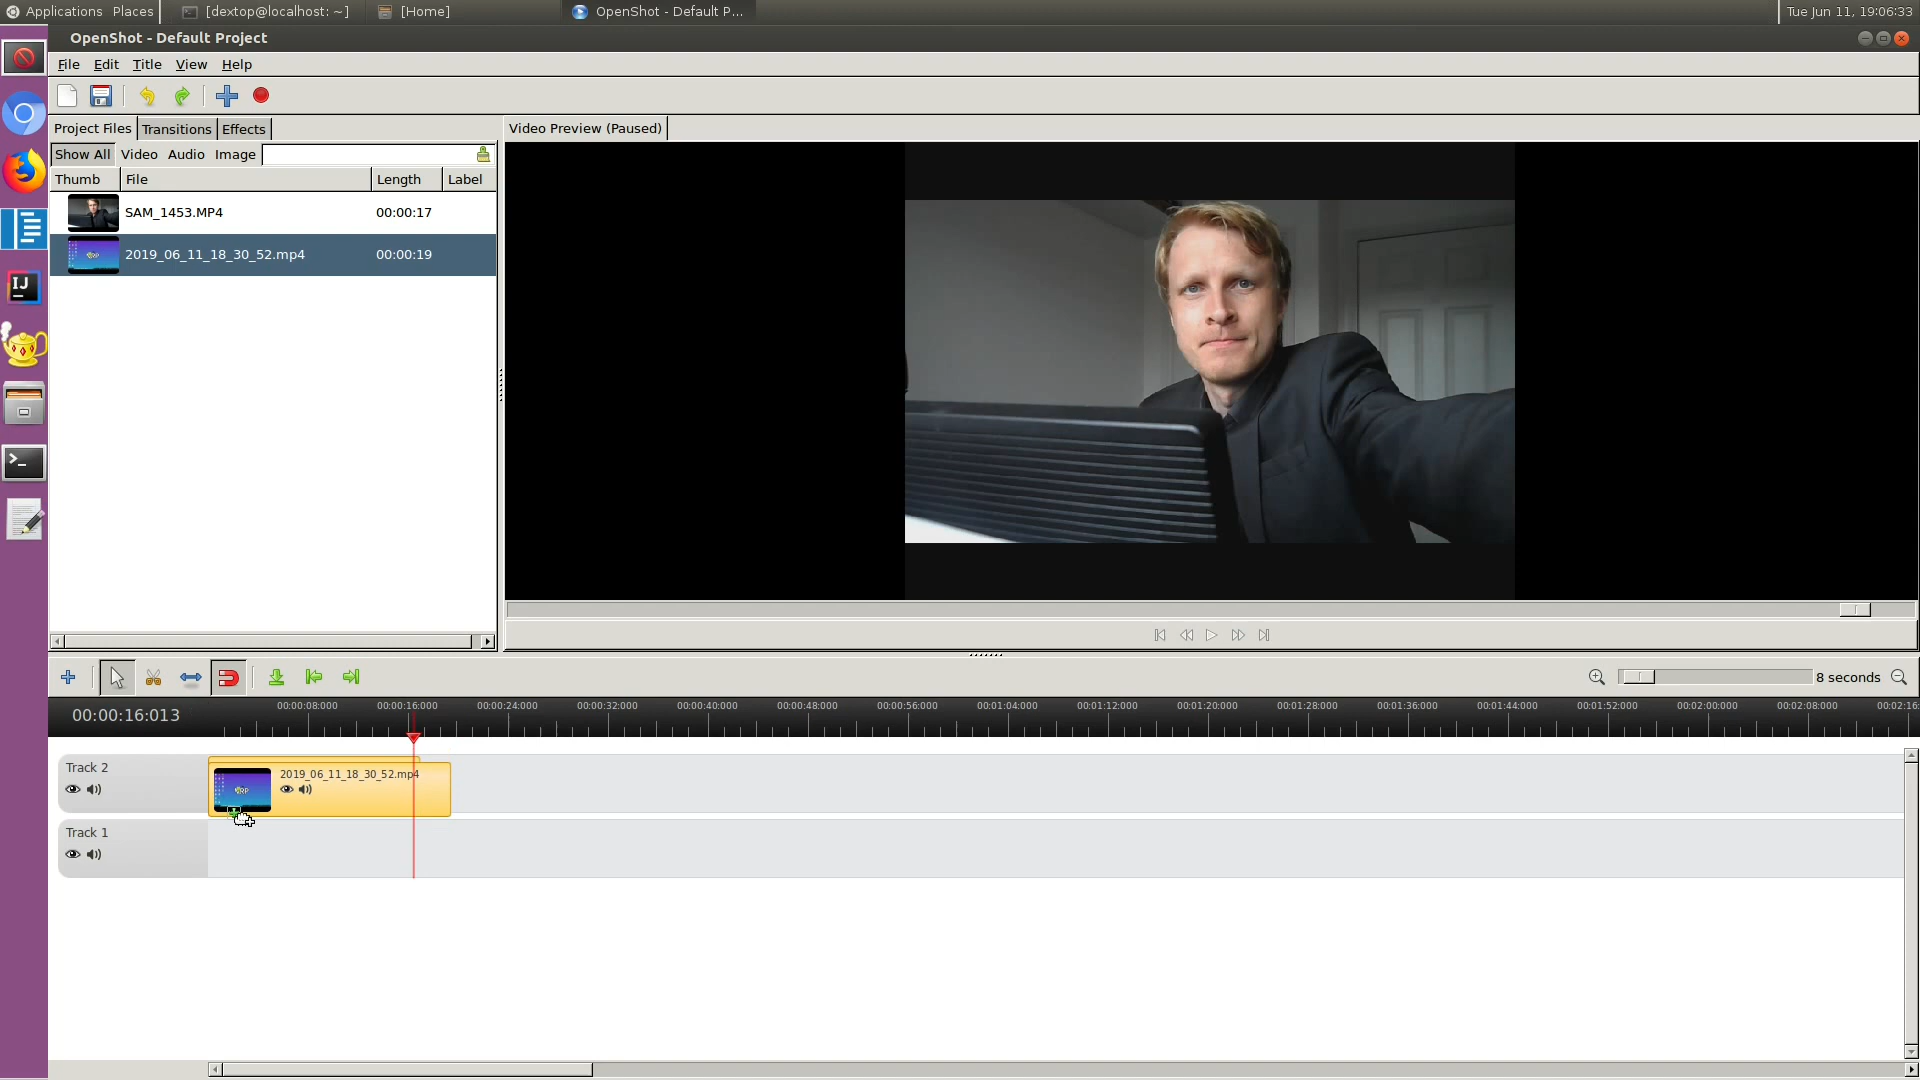 Applications Places [dextop@localhost: ~] [Home] OpenShot - Default P... Tue Jun 11, 19:06:33
OpenShot - Default Project
File Edit Title View Help
Project Files Transitions Effects
Video Preview (Paused)
Show All Video Audio Image
Thumb File Length Label
SAM_1453.MP4 00:00:17
2019_06_11_18_30_52.mp4 00:00:19
IJ
8 seconds
00:00:16:013
00:00:08:000 00:00:16:000 00:00:24:000 00:00:32:000 00:00:40:000 00:00:48:000 00:00:56:000 00:01:04:000 00:01:12:000 00:01:20:000 00:01:28:000 00:01:36:000 00:01:44:000 00:01:52:000 00:02:00:000 00:02:08:000 00:02:16:
Track 2
2019_06_11_18_30_52.mp4
Track 1